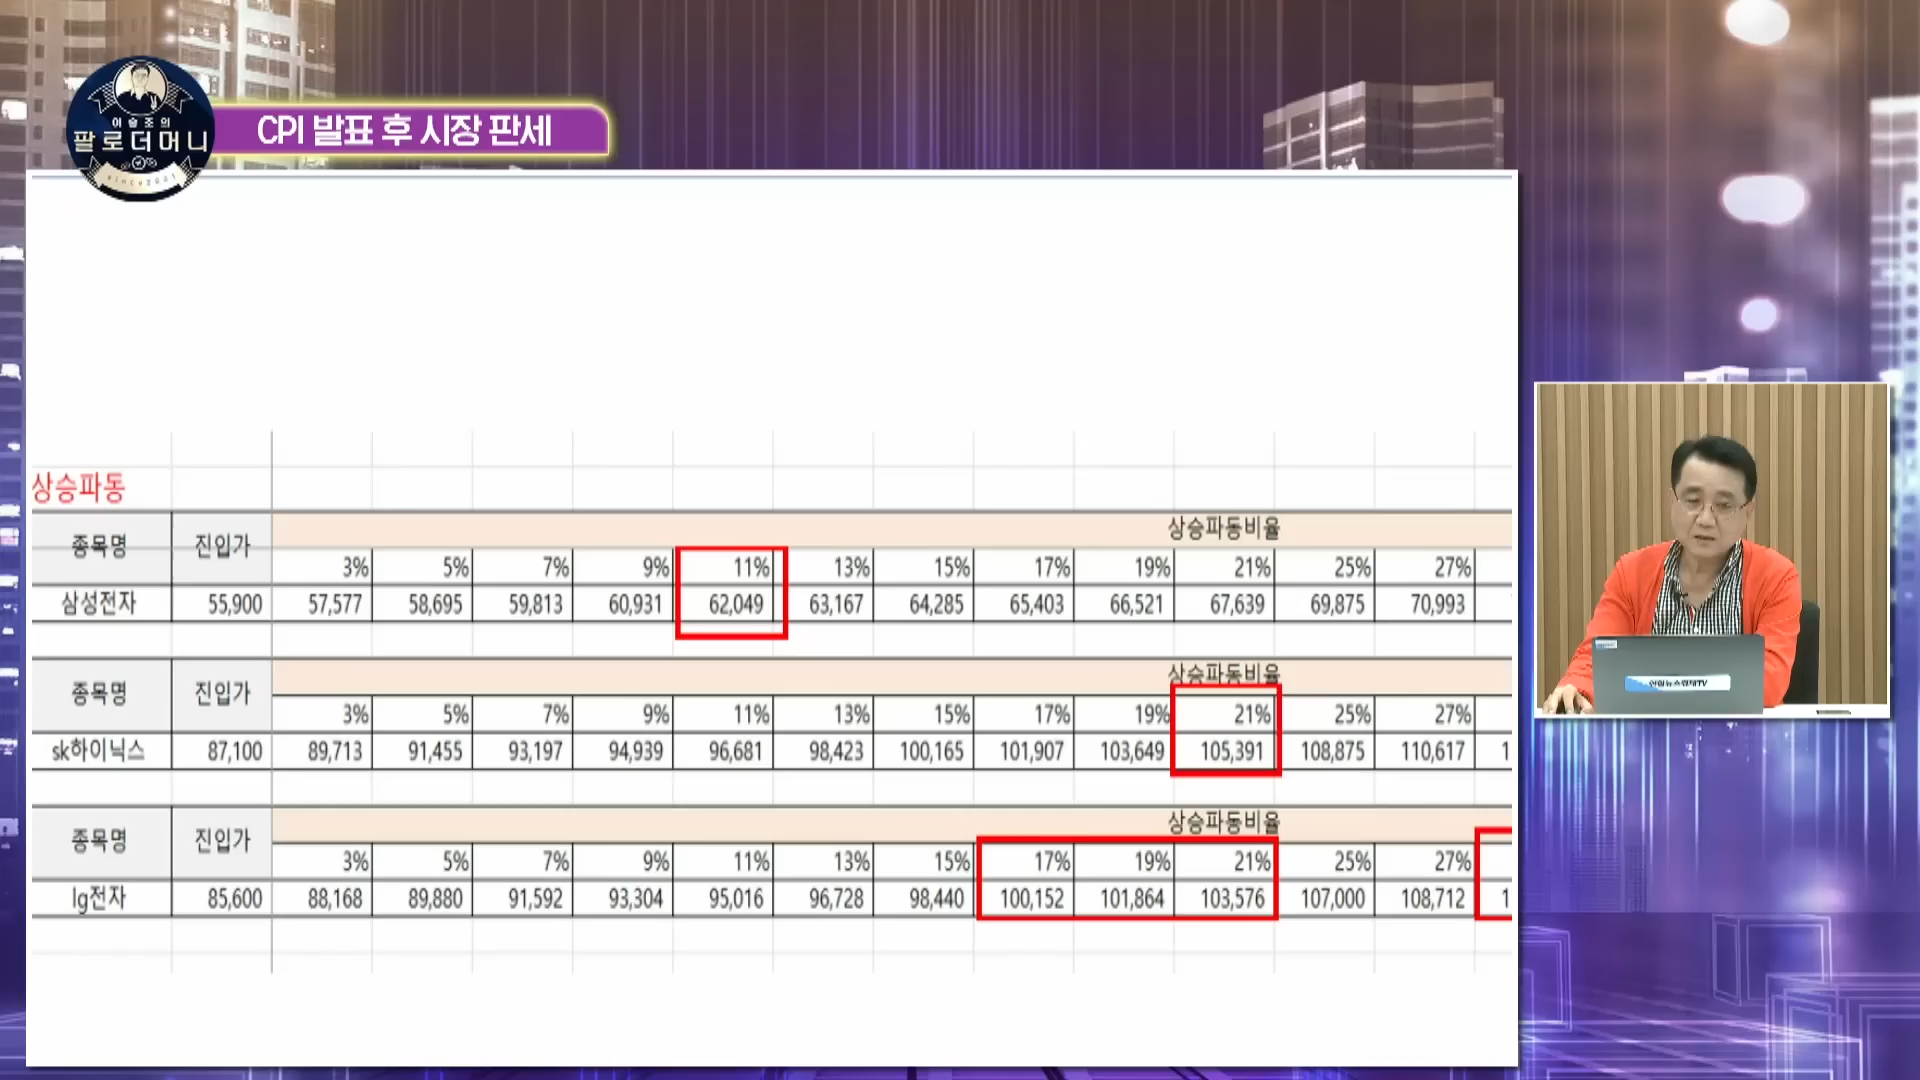 이슬조의
팔로더머니
CPI 발표 후 시장 판세
상승파동
종목명 진입가 상승파동비율
3% 5% 7% 9% 11% 13% 15% 17% 19% 21% 25% 27%
삼성전자 55,900 57,577 58,695 59,813 60,931 62,049 63,167 64,285 65,403 66,521 67,639 69,875 70,993
종목명 진입가 상승파동비율
3% 5% 7% 9% 11% 13% 15% 17% 19% 21% 25% 27%
sk하이닉스 87,100 89,713 91,455 93,197 94,939 96,681 98,423 100,165 101,907 103,649 105,391 108,875 110,617 1
종목명 진입가 상승파동비율
3% 5% 7% 9% 11% 13% 15% 17% 19% 21% 25% 27%
lg전자 85,600 88,168 89,880 91,592 93,304 95,016 96,728 98,440 100,152 101,864 103,576 107,000 108,712 1